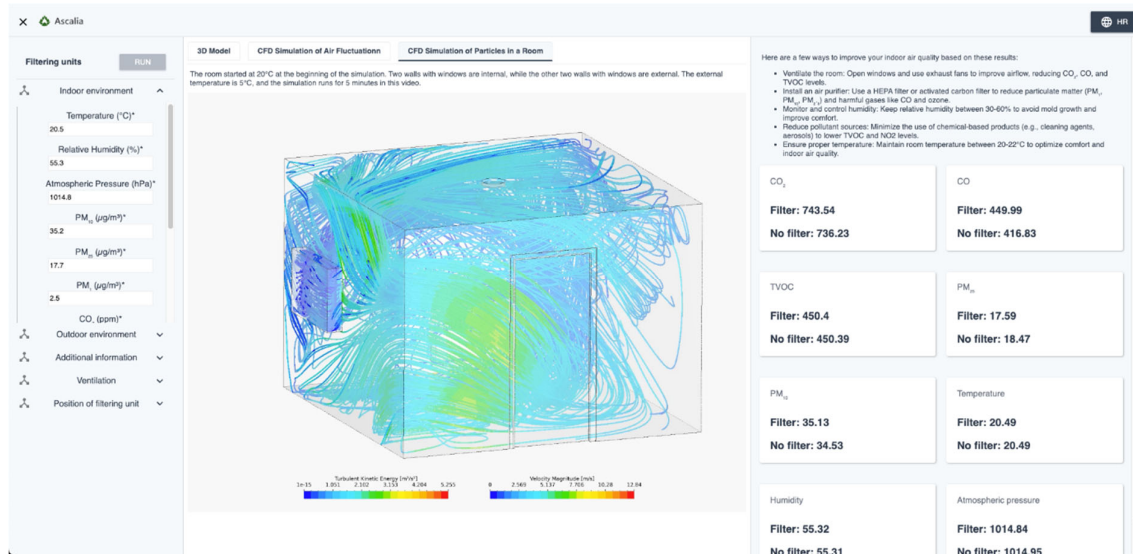 Ascalia
HR
Filtering units
RUN
Indoor environment
Temperature (°C)*
20.5
Relative Humidity (%)*
55.3
Atmospheric Pressure (hPa)*
1014.8
PM₁₀ (µg/m³)*
35.2
PM₂₅ (µg/m³)*
17.7
PM₁ (µg/m³)*
2.5
CO₂ (ppm)*
Outdoor environment
Additional information
Ventilation
Position of filtering unit
3D Model
CFD Simulation of Air Fluctuationn
CFD Simulation of Particles in a Room
The room started at 20°C at the beginning of the simulation. Two walls with windows are internal, while the other two walls with windows are external. The external
temperature is 5°C, and the simulation runs for 5 minutes in this video.
Turbulent Kinetic Energy [m²/s²]
1e-15 1.051 2.102 3.153 4.204 5.255
Velocity Magnitude [m/s]
0 2.569 5.137 7.706 10.28 12.84
Here are a few ways to improve your indoor air quality based on these results:
• Ventilate the room: Open windows and use exhaust fans to improve airflow, reducing CO₂, CO, and
TVOC levels.
• Install an air purifier: Use a HEPA filter or activated carbon filter to reduce particulate matter (PM₁,
PM₁₀, PM₂.₅) and harmful gases like CO and ozone.
• Monitor and control humidity: Keep relative humidity between 30-60% to avoid mold growth and
improve comfort.
• Reduce pollutant sources: Minimize the use of chemical-based products (e.g., cleaning agents,
aerosols) to lower TVOC and NO2 levels.
• Ensure proper temperature: Maintain room temperature between 20-22°C to optimize comfort and
indoor air quality.
CO₂
Filter: 743.54
No filter: 736.23
CO
Filter: 449.99
No filter: 416.83
TVOC
Filter: 450.4
No filter: 450.39
PM₂₅
Filter: 17.59
No filter: 18.47
PM₁₀
Filter: 35.13
No filter: 34.53
Temperature
Filter: 20.49
No filter: 20.49
Humidity
Filter: 55.32
No filter: 55.31
Atmospheric pressure
Filter: 1014.84
No filter: 1014.95